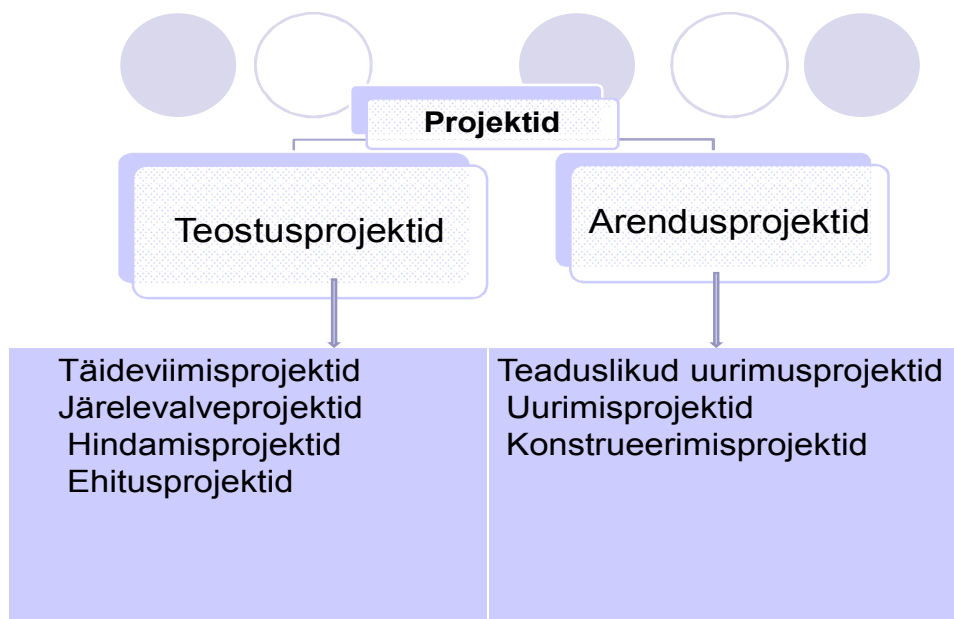 Projektid
Teostusprojektid
Arendusprojektid
Täideviimisprojektid
Järelevalveprojektid
Hindamisprojektid
Ehitusprojektid
Teaduslikud uurimusprojektid
Uurimisprojektid
Konstrueerimisprojektid